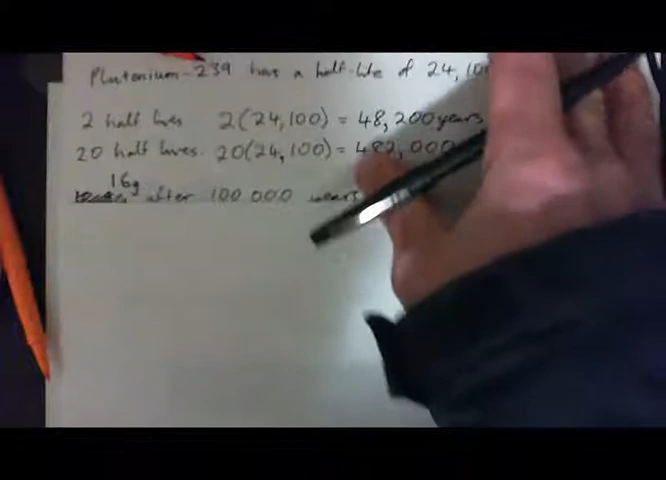 Plutonium-239 has a half-life of 24,10
2 half lives 2(24,100) = 48,200 years
20 half lives. 20(24,100) = 482,000
16g after 100 000 years